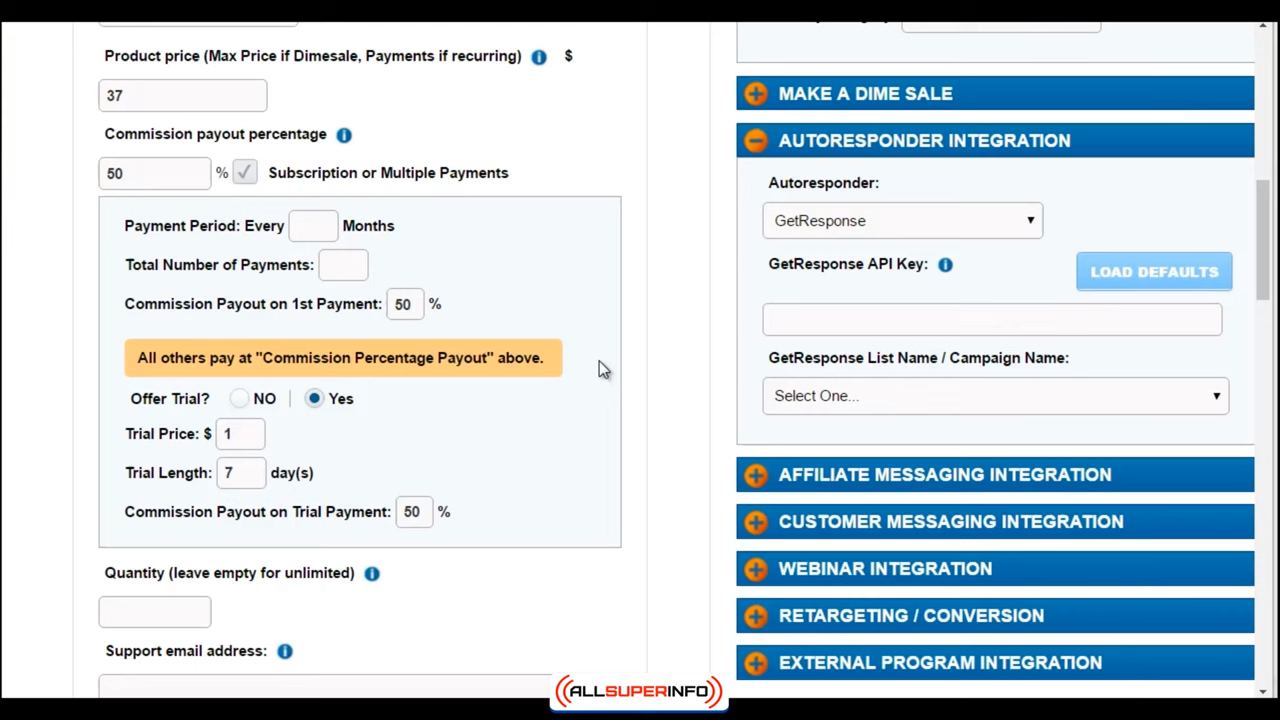 Product price (Max Price if Dimesale, Payments if recurring) $
37
Commission payout percentage
50 % Subscription or Multiple Payments
Payment Period: Every Months
Total Number of Payments:
Commission Payout on 1st Payment: 50 %
All others pay at "Commission Percentage Payout" above.
Offer Trial? NO | Yes
Trial Price: $ 1
Trial Length: 7 day(s)
Commission Payout on Trial Payment: 50 %
Quantity (leave empty for unlimited)
Support email address:
MAKE A DIME SALE
AUTORESPONDER INTEGRATION
Autoresponder:
GetResponse
GetResponse API Key:
LOAD DEFAULTS
GetResponse List Name / Campaign Name:
Select One...
AFFILIATE MESSAGING INTEGRATION
CUSTOMER MESSAGING INTEGRATION
WEBINAR INTEGRATION
RETARGETING / CONVERSION
EXTERNAL PROGRAM INTEGRATION
ALLSUPERINFO